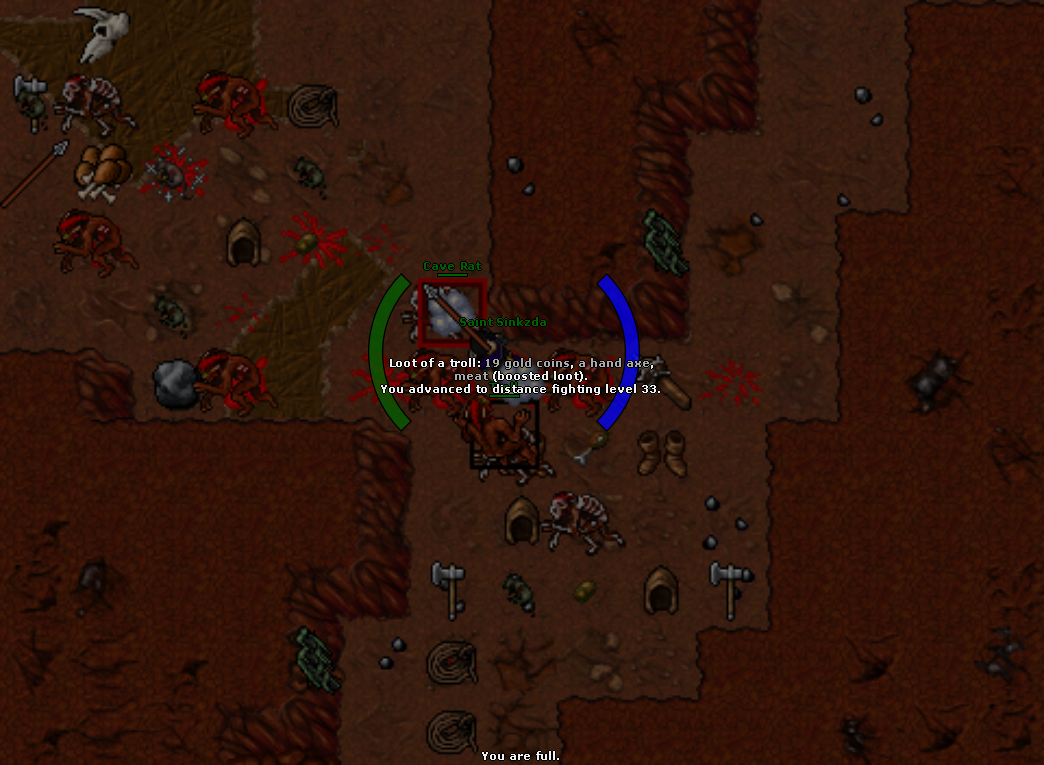 Cave Rat
Saint Sinkzda
Loot of a troll: 19 gold coins, a hand axe,
meat (boosted loot).
You advanced to distance fighting level 33.
You are full.